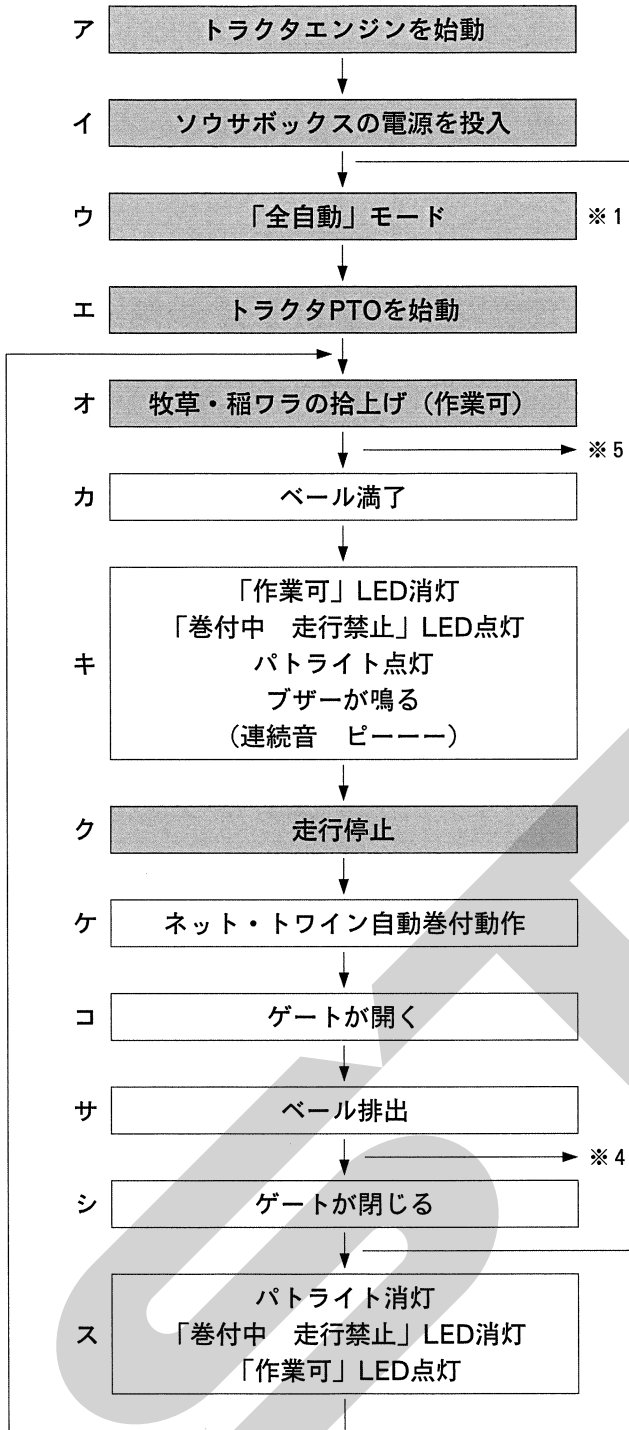 ア トラクタエンジンを始動
イ ソウサボックスの電源を投入
ウ 「全自動」モード ※1
エ トラクタPTOを始動
オ 牧草・稲ワラの拾上げ（作業可）
※5
カ ベール満了
「作業可」LED消灯
「巻付中　走行禁止」LED点灯
キ パトライト点灯
ブザーが鳴る
（連続音　ピーーー）
ク 走行停止
ケ ネット・トワイン自動巻付動作
コ ゲートが開く
サ ベール排出
※4
シ ゲートが閉じる
パトライト消灯
ス 「巻付中　走行禁止」LED消灯
「作業可」LED点灯